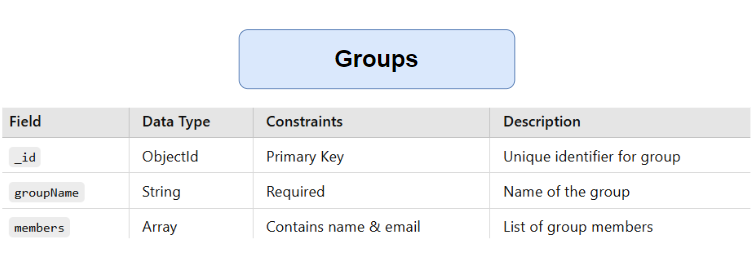 Groups
Field Data Type Constraints Description
_id ObjectId Primary Key Unique identifier for group
groupName String Required Name of the group
members Array Contains name & email List of group members